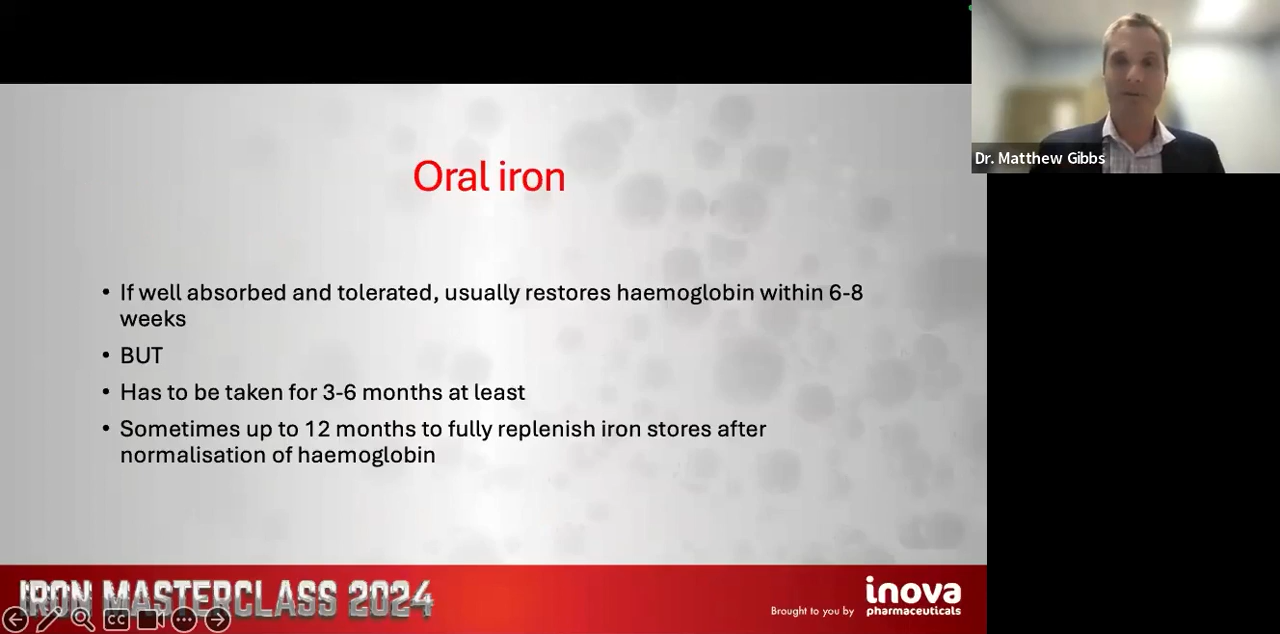 Dr. Matthew Gibbs
Oral iron
• If well absorbed and tolerated, usually restores haemoglobin within 6-8
weeks
• BUT
• Has to be taken for 3-6 months at least
• Sometimes up to 12 months to fully replenish iron stores after
normalisation of haemoglobin
IRON MASTERCLASS 2024
CC
Brought to you by
inova
pharmaceuticals